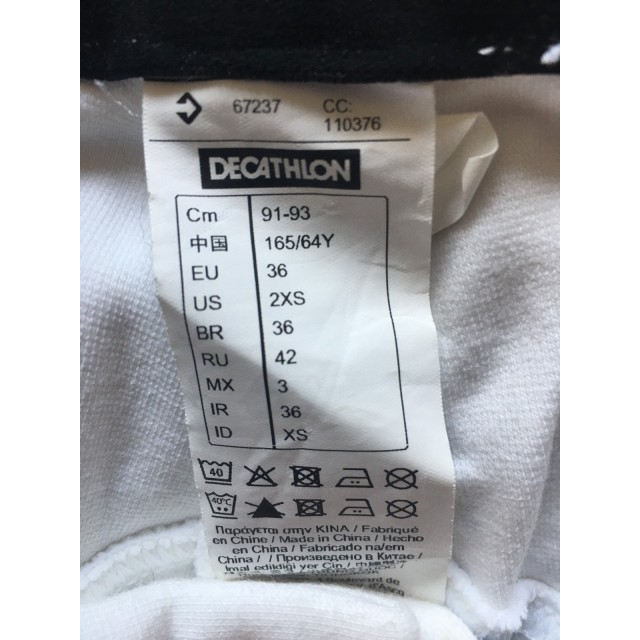 67237 CC:
110376
DECATHLON
Cm 91-93
中国 165/64Y
EU 36
US 2XS
BR 36
RU 42
MX 3
IR 36
ID XS
40
40°C
Παράγεται στην ΚΙΝΑ / Fabriqué
en Chine / Made in China / Hecho
en China / Fabricado na/em
China / / Произведено в Китае /
İmal edildigi yer Çin /